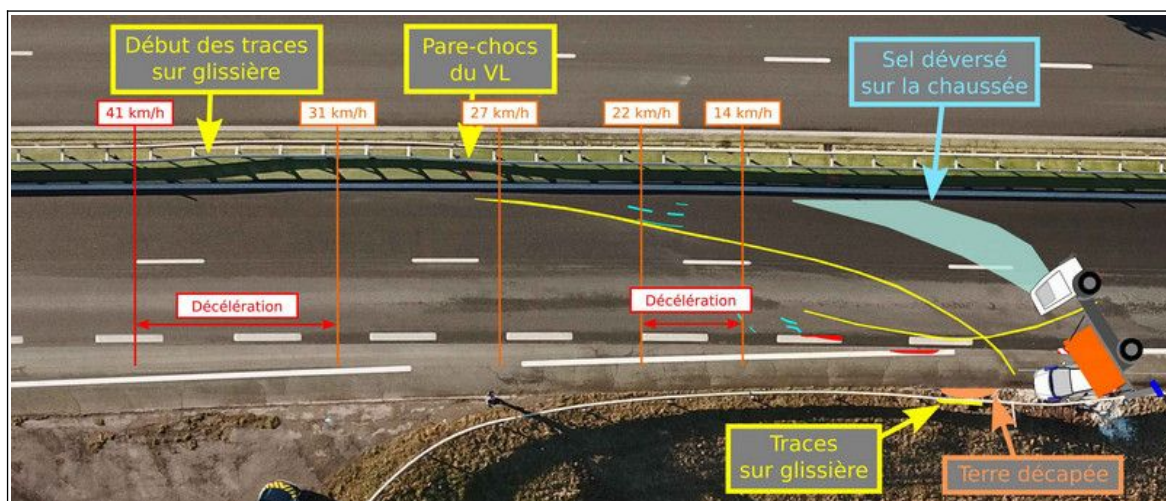 Début des traces
sur glissière
Pare-chocs
du VL
Sel déversé
sur la chaussée
41 km/h
31 km/h
27 km/h
22 km/h
14 km/h
Décélération
Décélération
Traces
sur glissière
Terre décapée